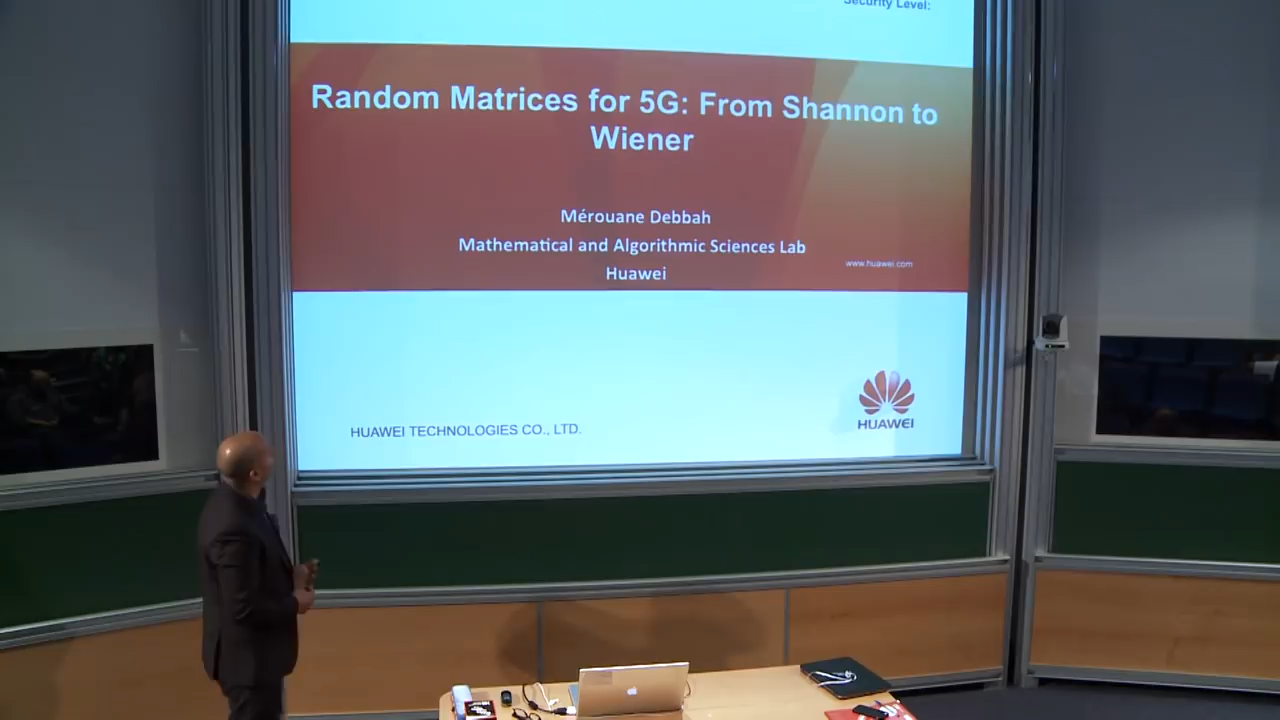 Security Level:
Random Matrices for 5G: From Shannon to
Wiener
Mérouane Debbah
Mathematical and Algorithmic Sciences Lab
Huawei
www.huawei.com
HUAWEI TECHNOLOGIES CO., LTD.
HUAWEI